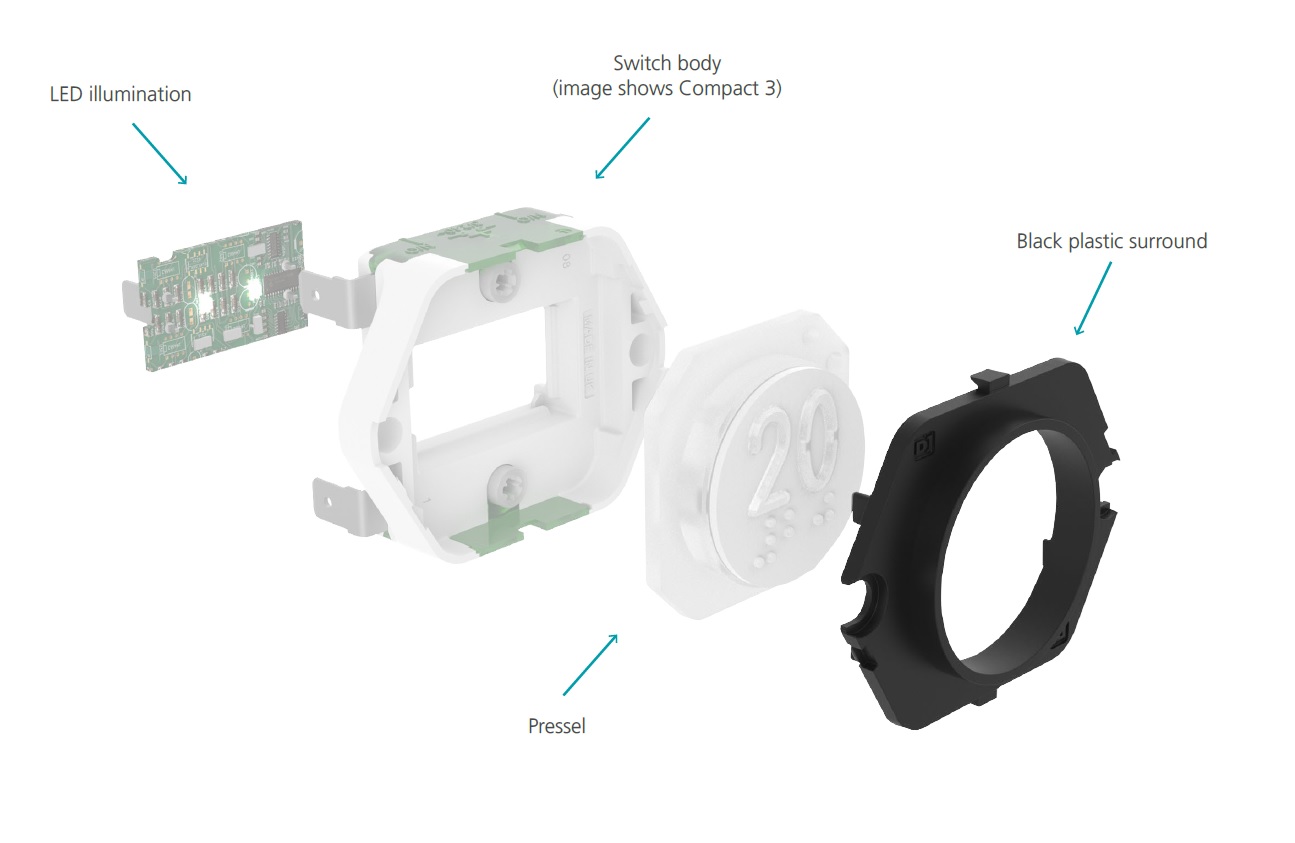 Switch body
(image shows Compact 3)
LED illumination
Black plastic surround
20
Pressel